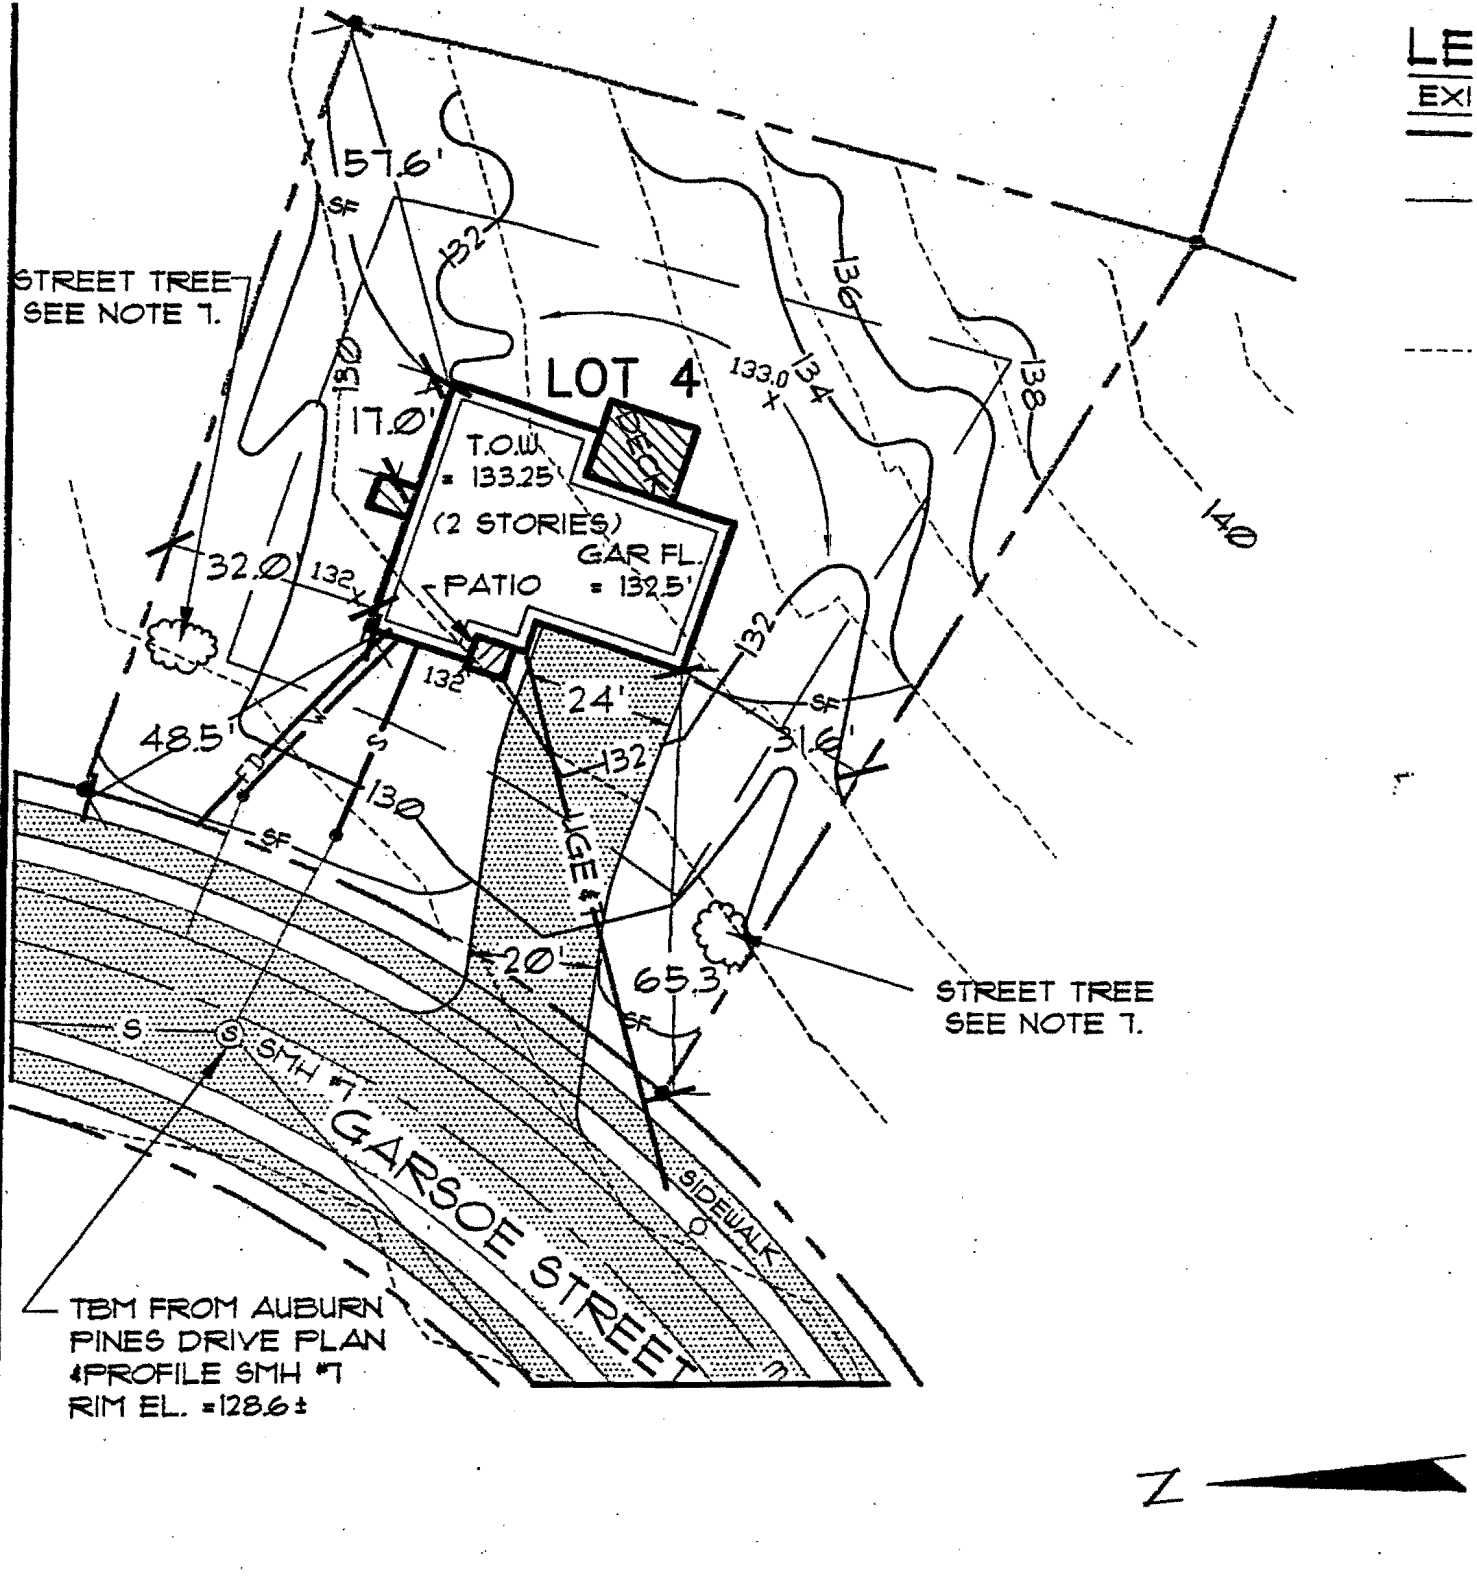 LE
EXI
57.6'
SF
132
STREET TREE
SEE NOTE 7.
136
130
LOT 4
133.0
x
134
138
17.0'
DECK
T.O.W.
= 133.25
(2 STORIES)
GAR FL.
= 132.5'
PATIO
140
32.0'
132
x
132
132
24'
SF
31.6'
48.5'
FD
W
S
132
130
UGE & T
SF
20'
65.3
STREET TREE
SEE NOTE 7.
SF
S
S
SMH #7
GARSOE STREET
SIDEWALK
TBM FROM AUBURN
PINES DRIVE PLAN
&PROFILE SMH #7
RIM EL. =128.6±
Z